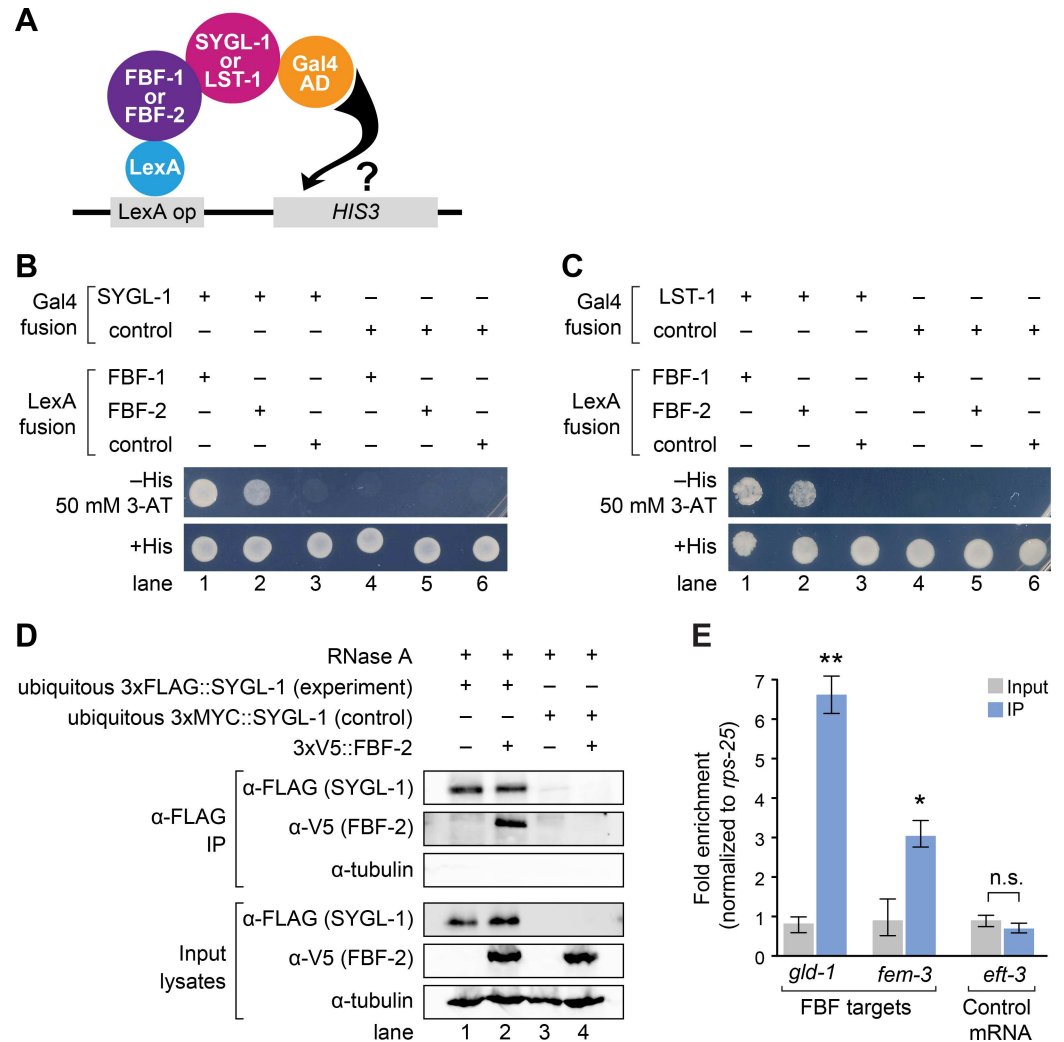 A
SYGL-1
or
LST-1
Gal4
AD
FBF-1
or
FBF-2
LexA
?
LexA op
HIS3
B
Gal4
fusion
SYGL-1 + + + – – –
control – – – + + +
LexA
fusion
FBF-1 + – – + – –
FBF-2 – + – – + –
control – – + – – +
–His
50 mM 3-AT
+His
lane 1 2 3 4 5 6
C
Gal4
fusion
LST-1 + + + – – –
control – – – + + +
LexA
fusion
FBF-1 + – – + – –
FBF-2 – + – – + –
control – – + – – +
–His
50 mM 3-AT
+His
lane 1 2 3 4 5 6
D
RNase A + + + +
ubiquitous 3xFLAG::SYGL-1 (experiment) + + – –
ubiquitous 3xMYC::SYGL-1 (control) – – + +
3xV5::FBF-2 – + – +
α-FLAG
IP
α-FLAG (SYGL-1)
α-V5 (FBF-2)
α-tubulin
Input
lysates
α-FLAG (SYGL-1)
α-V5 (FBF-2)
α-tubulin
lane 1 2 3 4
E
Fold enrichment
(normalized to rps-25)
7
6
5
4
3
2
1
0
**
*
n.s.
Input
IP
gld-1 fem-3 eft-3
FBF targets
Control
mRNA